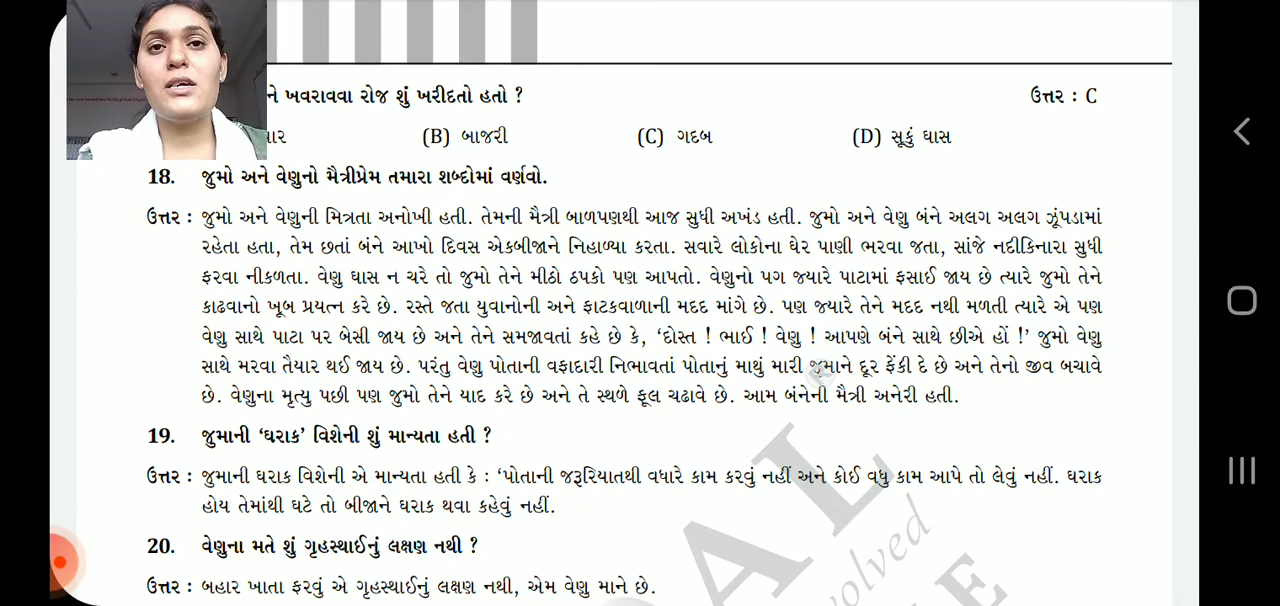 ને ખવરાવવા રોજ શું ખરીદતો હતો ? ઉત્તર : C
ાર (B) બાજરી (C) ગદબ (D) સૂકું ઘાસ
18. જુમો અને વેણુનો મૈત્રીપ્રેમ તમારા શબ્દોમાં વર્ણવો.
ઉત્તર : જુમો અને વેણુની મિત્રતા અનોખી હતી. તેમની મૈત્રી બાળપણથી આજ સુધી અખંડ હતી. જુમો અને વેણુ બંને અલગ અલગ ઝૂંપડામાં
રહેતા હતા, તેમ છતાં બંને આખો દિવસ એકબીજાને નિહાળ્યા કરતા. સવારે લોકોના ઘેર પાણી ભરવા જતા, સાંજે નદીકિનારા સુધી
ફરવા નીકળતા. વેણુ ઘાસ ન ચરે તો જુમો તેને મીઠો ઠપકો પણ આપતો. વેણુનો પગ જ્યારે પાટામાં ફસાઈ જાય છે ત્યારે જુમો તેને
કાઢવાનો ખૂબ પ્રયત્ન કરે છે. રસ્તે જતા યુવાનોની અને ફાટકવાળાની મદદ માંગે છે. પણ જ્યારે તેને મદદ નથી મળતી ત્યારે એ પણ
વેણુ સાથે પાટા પર બેસી જાય છે અને તેને સમજાવતાં કહે છે કે, ‘દોસ્ત ! ભાઈ ! વેણુ ! આપણે બંને સાથે છીએ હોં !’ જુમો વેણુ
સાથે મરવા તૈયાર થઈ જાય છે. પરંતુ વેણુ પોતાની વફાદારી નિભાવતાં પોતાનું માથું મારી જુમાને દૂર ફેંકી દે છે અને તેનો જીવ બચાવે
છે. વેણુના મૃત્યુ પછી પણ જુમો તેને યાદ કરે છે અને તે સ્થળે ફૂલ ચઢાવે છે. આમ બંનેની મૈત્રી અનેરી હતી.
19. જુમાની ‘ઘરાક’ વિશેની શું માન્યતા હતી ?
ઉત્તર : જુમાની ઘરાક વિશેની એ માન્યતા હતી કે : ‘પોતાની જરૂરિયાતથી વધારે કામ કરવું નહીં અને કોઈ વધુ કામ આપે તો લેવું નહીં. ઘરાક
હોય તેમાંથી ઘટે તો બીજાને ઘરાક થવા કહેવું નહીં.
20. વેણુના મતે શું ગૃહસ્થાઈનું લક્ષણ નથી ?
ઉત્તર : બહાર ખાતા ફરવું એ ગૃહસ્થાઈનું લક્ષણ નથી, એમ વેણુ માને છે.